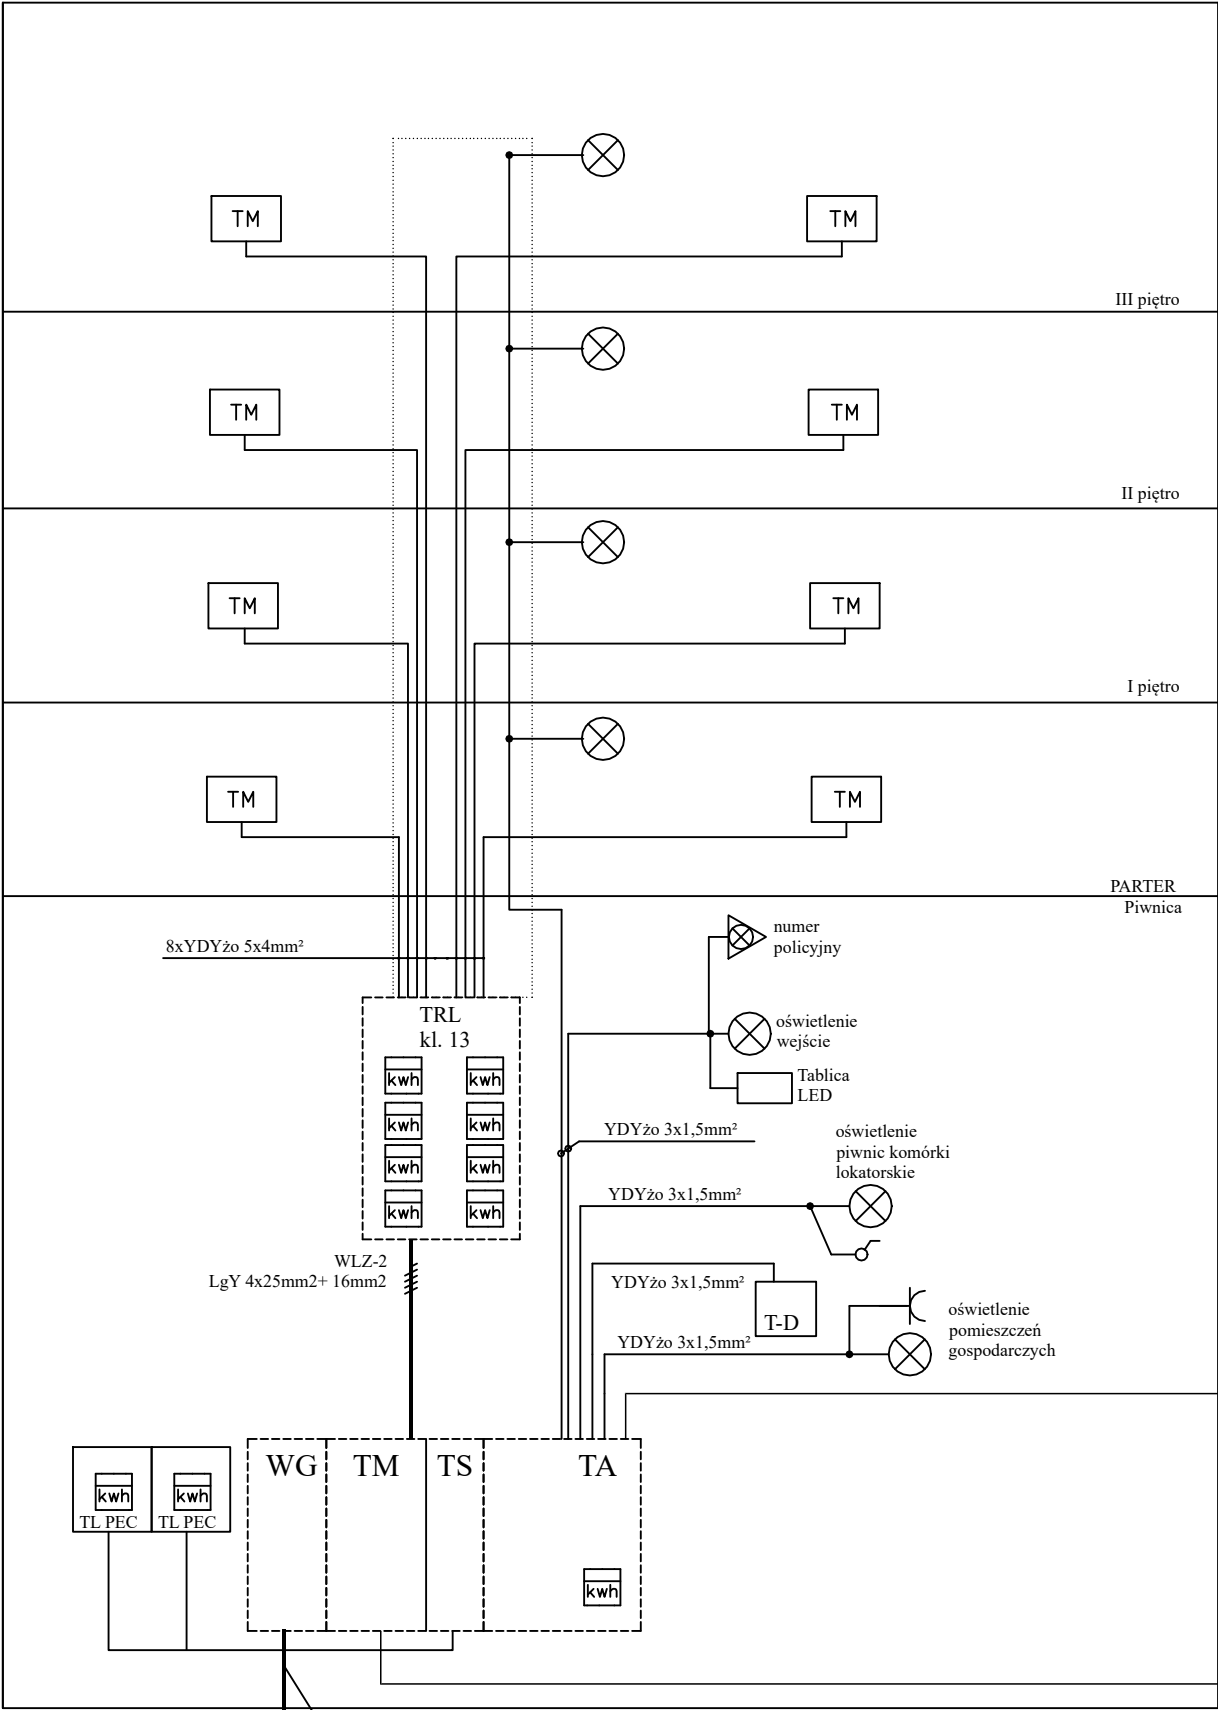 TM
TM
III piętro
TM
TM
II piętro
TM
TM
I piętro
TM
TM
PARTER
Piwnica
numer
policyjny
8xYDYżo 5x4mm²
TRL
kl. 13
oświetlenie
wejście
kwh
kwh
Tablica
LED
kwh
kwh
YDYżo 3x1,5mm²
oświetlenie
piwnic komórki
lokatorskie
kwh
kwh
YDYżo 3x1,5mm²
kwh
kwh
WLZ-2
LgY 4x25mm2+ 16mm2
YDYżo 3x1,5mm²
T-D
oświetlenie
pomieszczeń
gospodarczych
YDYżo 3x1,5mm²
WG
TM
TS
TA
kwh
kwh
TL PEC
TL PEC
kwh